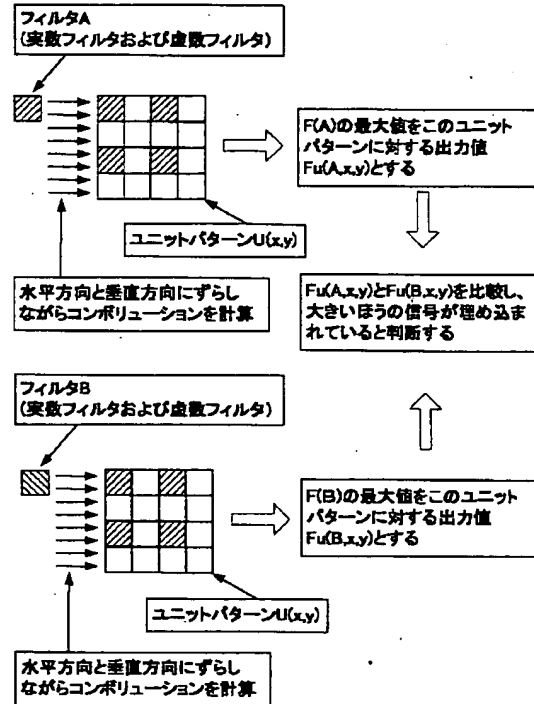 フィルタA
(実数フィルタおよび虚数フィルタ)
F(A)の最大値をこのユニット
パターンに対する出力値
Fu(A,x,y)とする
ユニットパターンU(x,y)
水平方向と垂直方向にずらし
ながらコンボリューションを計算
Fu(A,x,y)とFu(B,x,y)を比較し、
大きいほうの信号が埋め込ま
れていると判断する
フィルタB
(実数フィルタおよび虚数フィルタ)
F(B)の最大値をこのユニット
パターンに対する出力値
Fu(B,x,y)とする
ユニットパターンU(x,y)
水平方向と垂直方向にずらし
ながらコンボリューションを計算